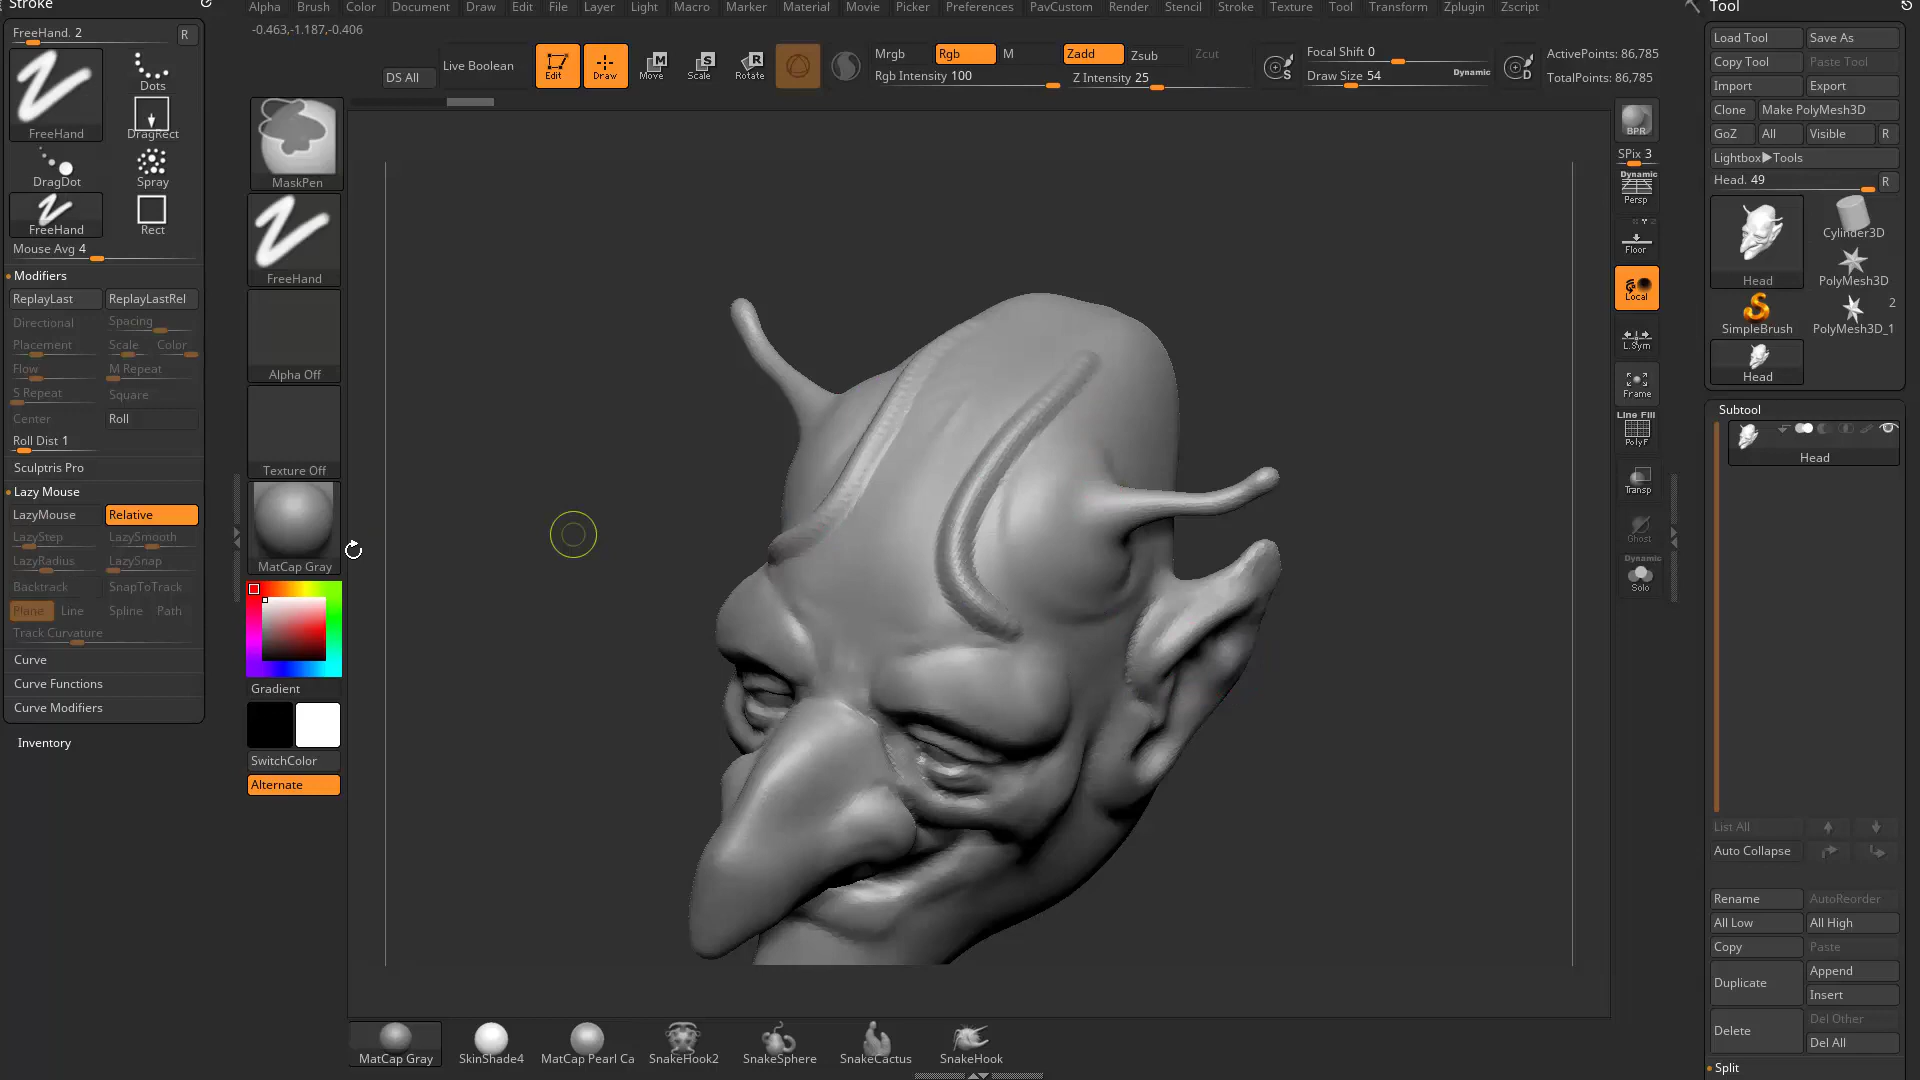 Stroke
Alpha Brush Color Document Draw Edit File Layer Light Macro Marker Material Movie Picker Preferences PavCustom Render Stencil Stroke Texture Tool Transform Zplugin Zscript
Tool
-0.463,-1.187,-0.406
FreeHand. 2 R
FreeHand
Dots
DragRect
DragDot
Spray
FreeHand
Rect
Mouse Avg 4
Modifiers
ReplayLast ReplayLastRel
Directional Spacing
Placement Scale Color
Flow M Repeat
S Repeat Square
Center Roll
Roll Dist 1
Sculptris Pro
Lazy Mouse
LazyMouse Relative
LazyStep LazySmooth
LazyRadius LazySnap
Backtrack SnapToTrack
Plane Line Spline Path
Track Curvature
Curve
Curve Functions
Curve Modifiers
Inventory
DS All
Live Boolean
Edit
Draw
Move
Scale
Rotate
Mrgb Rgb M
Rgb Intensity 100
Zadd Zsub Zcut
Z Intensity 25
S
Focal Shift 0
Draw Size 54
Dynamic
D
ActivePoints: 86,785
TotalPoints: 86,785
MaskPen
FreeHand
Alpha Off
Texture Off
MatCap Gray
Gradient
SwitchColor
Alternate
BPR
SPix 3
Dynamic
Persp
Floor
Local
L.Sym
Frame
Line Fill
PolyF
Transp
Ghost
Dynamic
Solo
Load Tool Save As
Copy Tool Paste Tool
Import Export
Clone Make PolyMesh3D
GoZ All Visible R
Lightbox▶Tools
Head. 49 R
Head
Cylinder3D
PolyMesh3D
SimpleBrush
2
PolyMesh3D_1
Head
Subtool
Head
List All
Auto Collapse
Rename AutoReorder
All Low All High
Copy Paste
Duplicate
Append
Insert
Delete
Del Other
Del All
Split
MatCap Gray
SkinShade4
MatCap Pearl Ca
SnakeHook2
SnakeSphere
SnakeCactus
SnakeHook